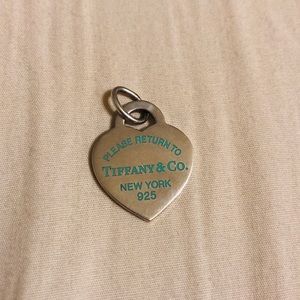 PLEASE RETURN TO
TIFFANY & CO.
NEW YORK
925